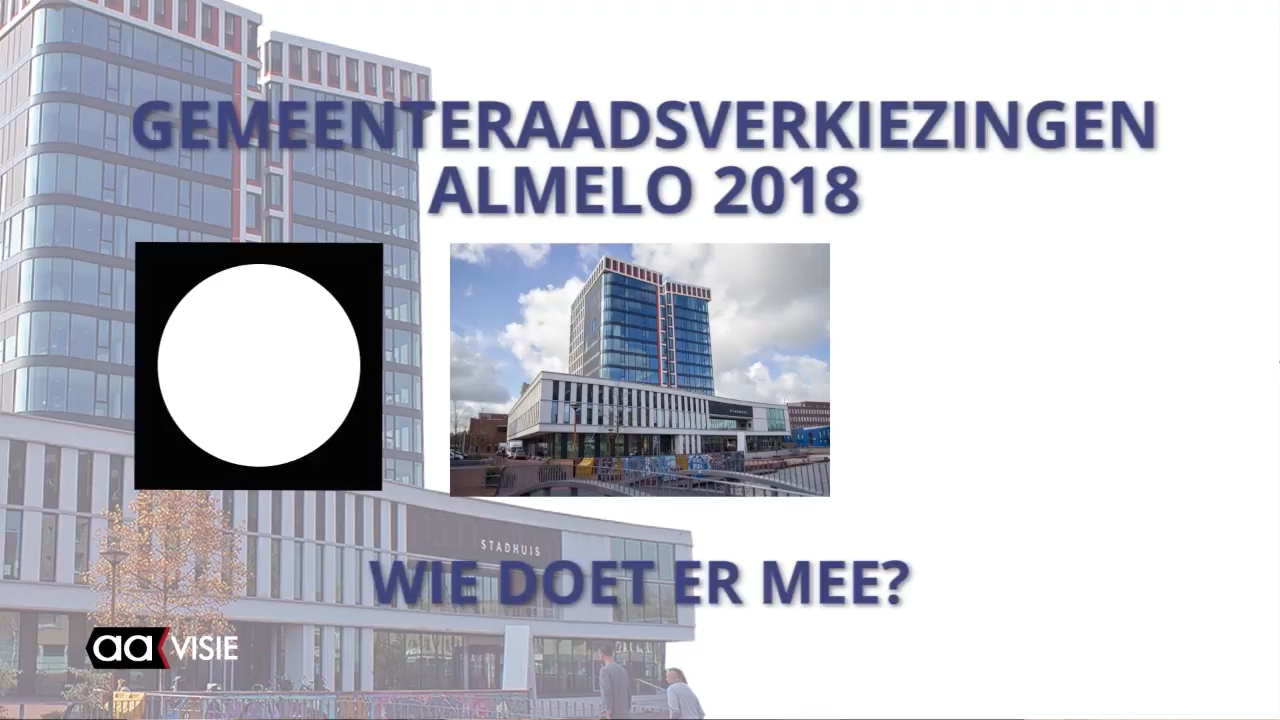 GEMEENTERAADSVERKIEZINGEN
ALMELO 2018
STADHUIS
WIE DOET ER MEE?
aa VISIE